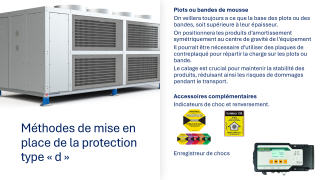 Plots ou bandes de mousse
On veillera toujours a ce que la base des plots ou des
bandes, soit supérieure à leur épaisseur.
On positionnera les produits d'amortissement
symétriquement au centre de gravité de l'équipement
Il pourrait être nécessaire d'utiliser des plaques de
contreplaqué pour répartir la charge sur les plots ou
bande.
Le calage est crucial pour maintenir la stabilité des
produits, réduisant ainsi les risques de dommages
pendant le transport.
Accessoires complémentaires
Indicateurs de choc et renversement.
Enregistreur de chocs
Méthodes de mise en
place de la protection
type « d »